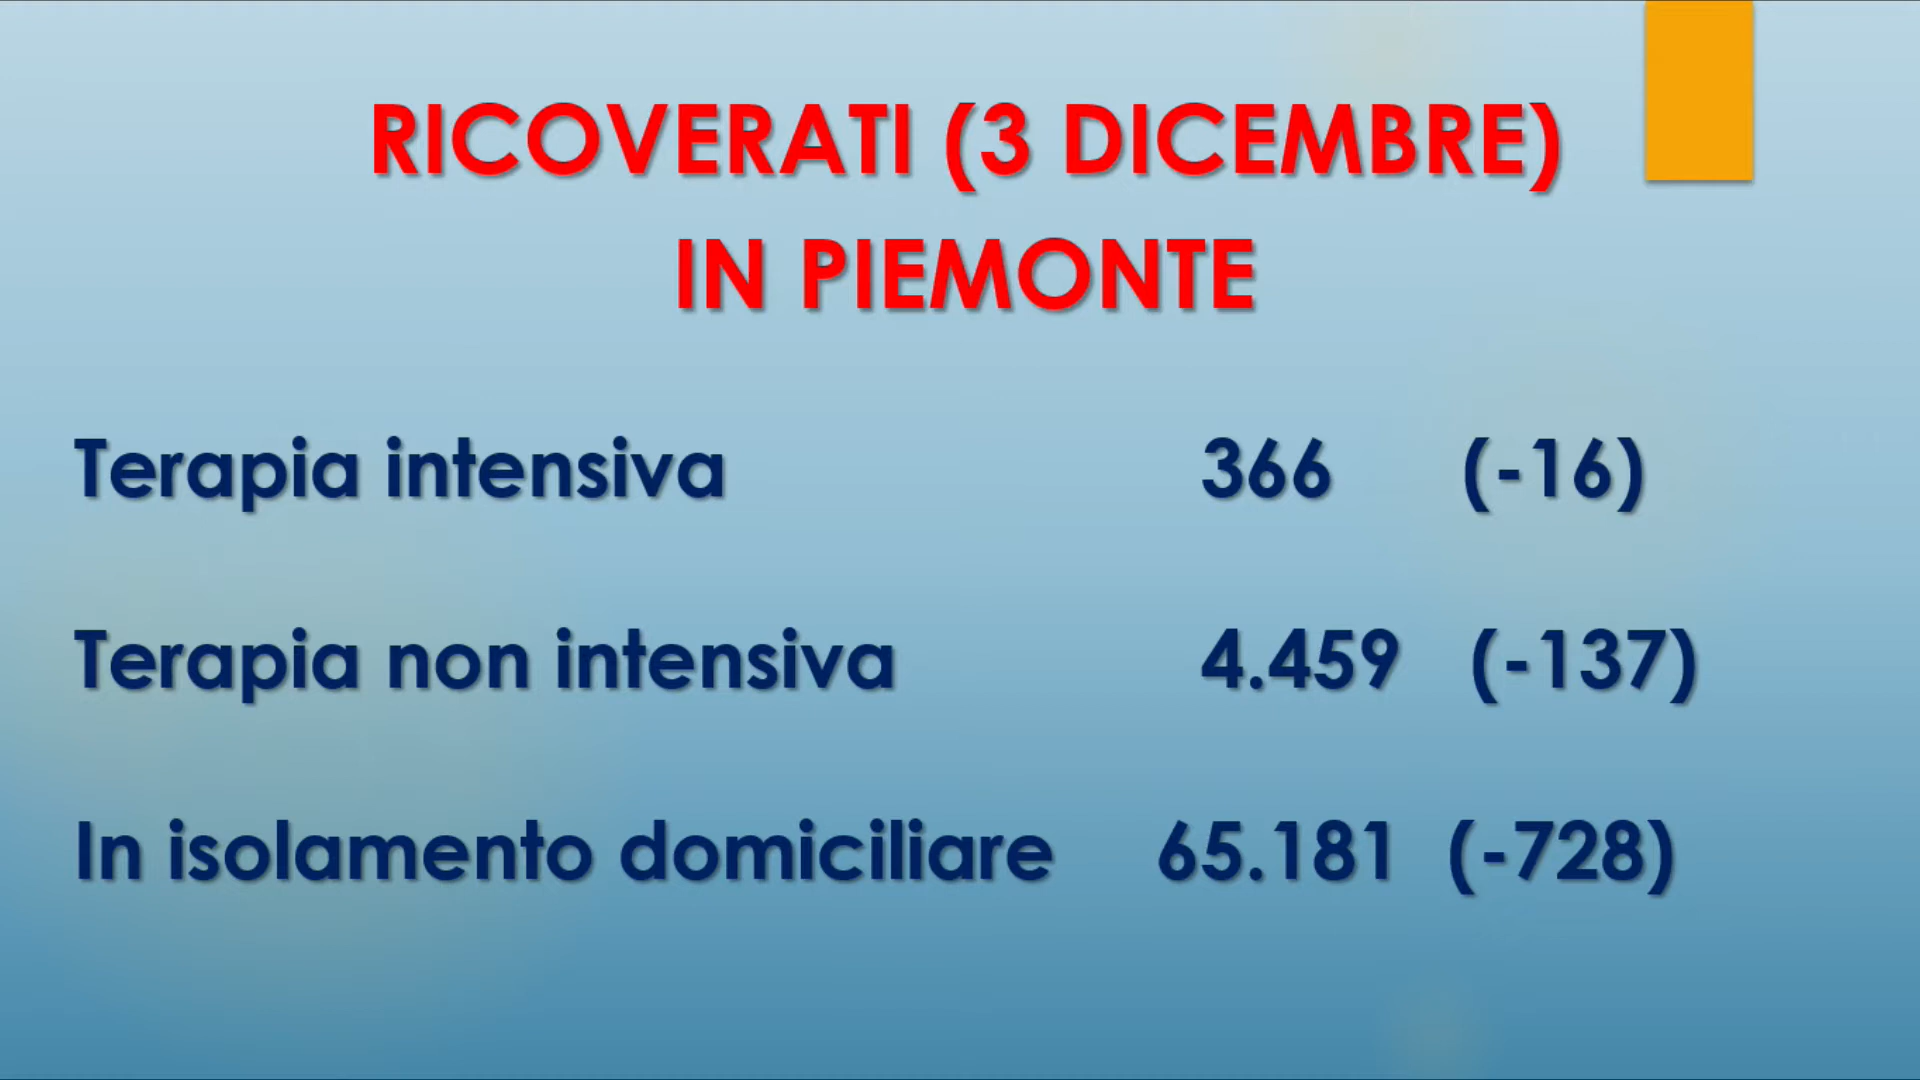 RICOVERATI (3 DICEMBRE)
IN PIEMONTE
Terapia intensiva 366 (-16)
Terapia non intensiva 4.459 (-137)
In isolamento domiciliare 65.181 (-728)